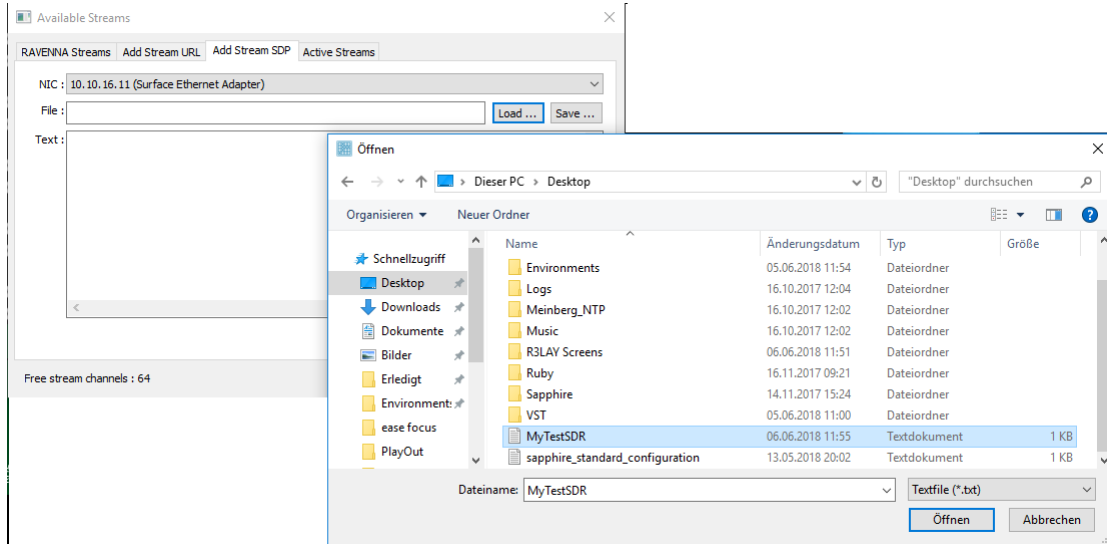 Available Streams
RAVENNA Streams Add Stream URL Add Stream SDP Active Streams
NIC : 10.10.16.11 (Surface Ethernet Adapter)
File : Load ... Save ...
Text :
Free stream channels : 64
Öffnen
Dieser PC > Desktop "Desktop" durchsuchen
Organisieren Neuer Ordner
Schnellzugriff
Desktop
Downloads
Dokumente
Bilder
Erledigt
Environment:
ease focus
PlayOut
Name Änderungsdatum Typ Größe
Environments 05.06.2018 11:54 Dateiordner
Logs 16.10.2017 12:04 Dateiordner
Meinberg_NTP 16.10.2017 12:02 Dateiordner
Music 16.10.2017 12:02 Dateiordner
R3LAY Screens 06.06.2018 11:51 Dateiordner
Ruby 16.11.2017 09:21 Dateiordner
Sapphire 14.11.2017 15:24 Dateiordner
VST 05.06.2018 11:00 Dateiordner
MyTestSDR 06.06.2018 11:55 Textdokument 1 KB
sapphire_standard_configuration 13.05.2018 20:02 Textdokument 1 KB
Dateiname: MyTestSDR Textfile (*.txt)
Öffnen Abbrechen